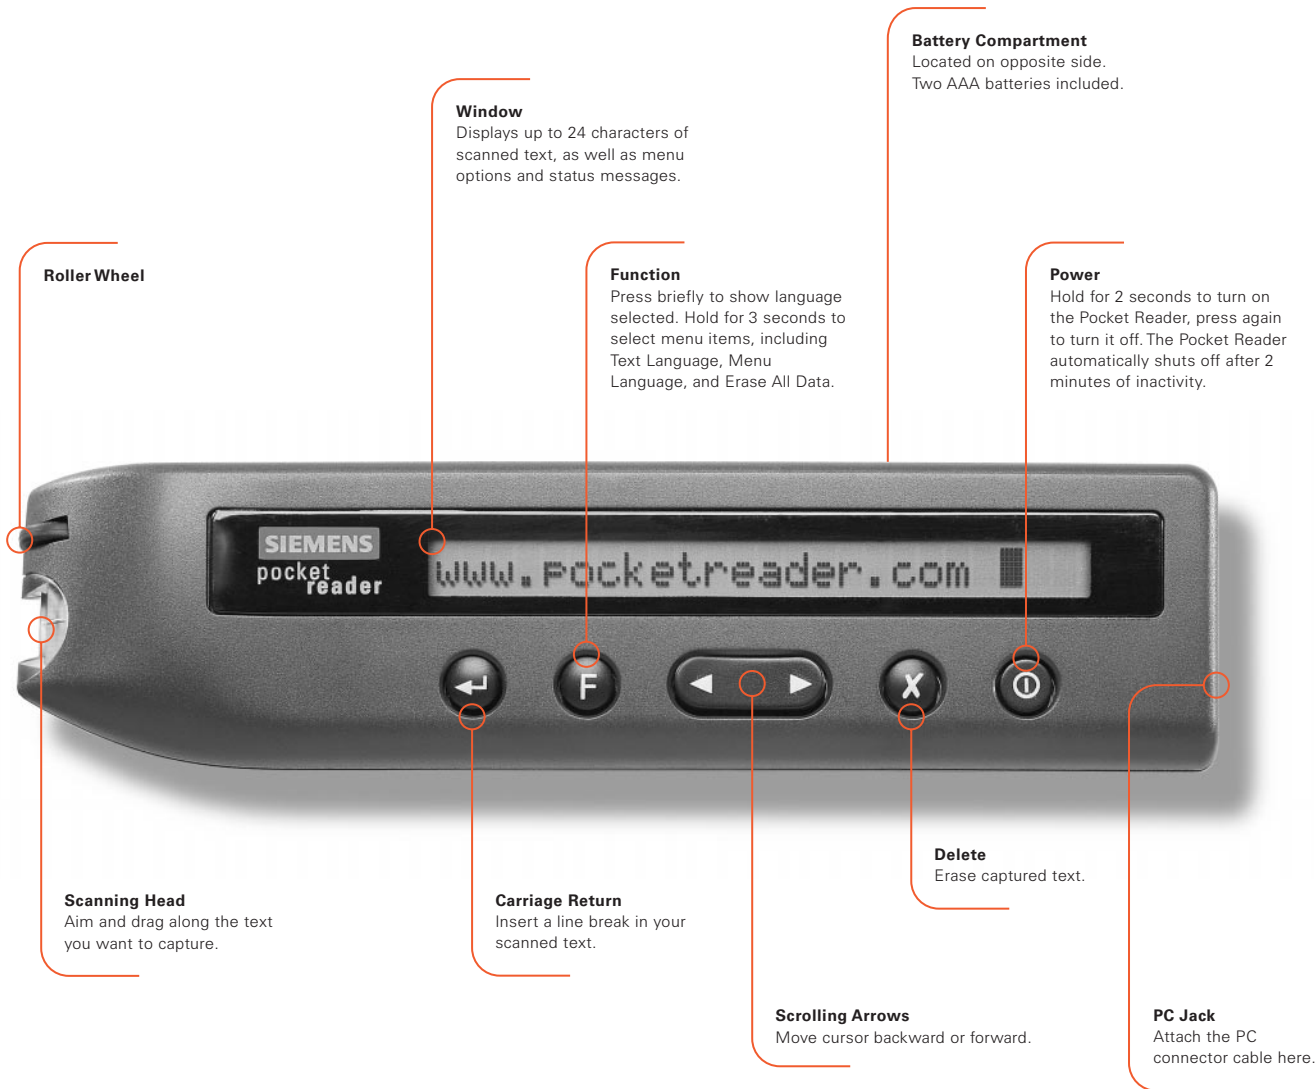 Battery Compartment
Located on opposite side.
Two AAA batteries included.
Window
Displays up to 24 characters of
scanned text, as well as menu
options and status messages.
Roller Wheel
Function
Press briefly to show language
selected. Hold for 3 seconds to
select menu items, including
Text Language, Menu
Language, and Erase All Data.
Power
Hold for 2 seconds to turn on
the Pocket Reader, press again
to turn it off. The Pocket Reader
automatically shuts off after 2
minutes of inactivity.
SIEMENS
pocket
reader
www.pocketreader.com
F
X
Scanning Head
Aim and drag along the text
you want to capture.
Carriage Return
Insert a line break in your
scanned text.
Delete
Erase captured text.
Scrolling Arrows
Move cursor backward or forward.
PC Jack
Attach the PC
connector cable here.